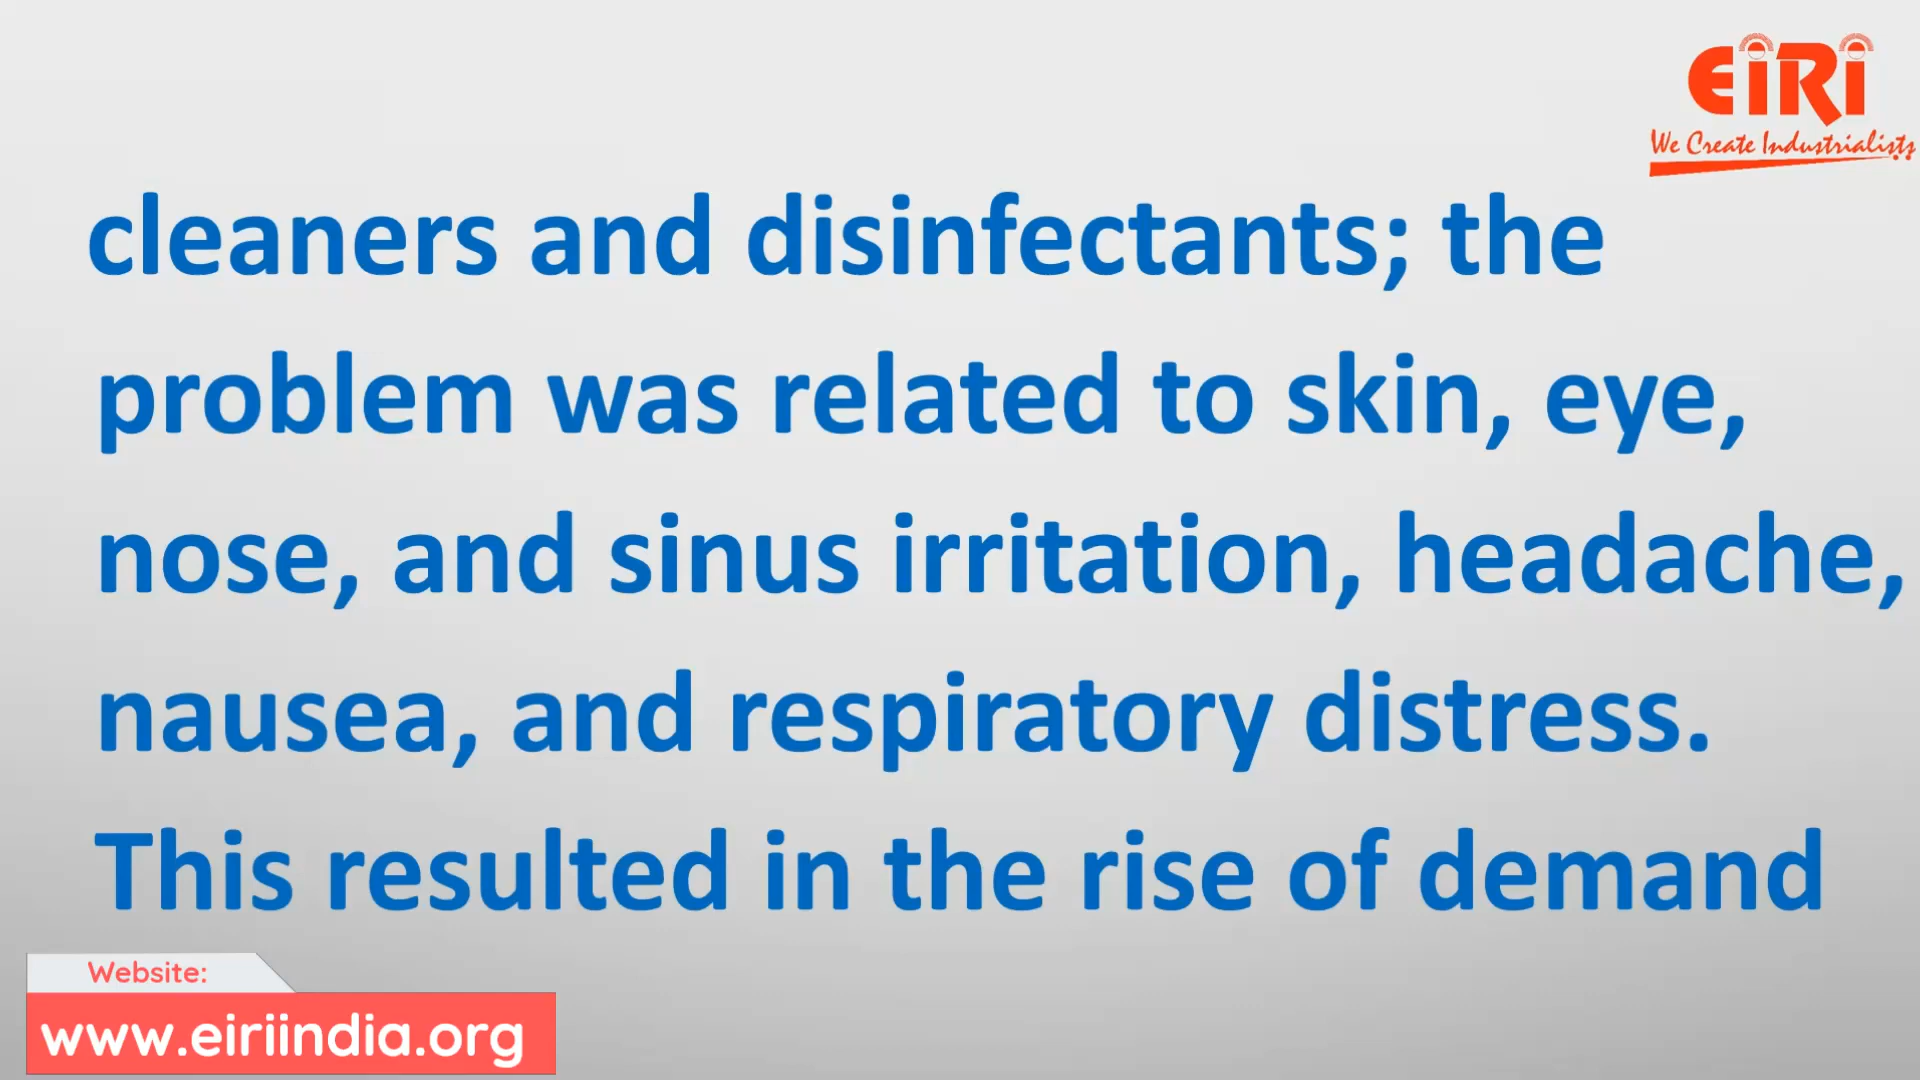 EiRi
We Create Industrialists
cleaners and disinfectants; the
problem was related to skin, eye,
nose, and sinus irritation, headache,
nausea, and respiratory distress.
This resulted in the rise of demand
Website:
www.eiriindia.org